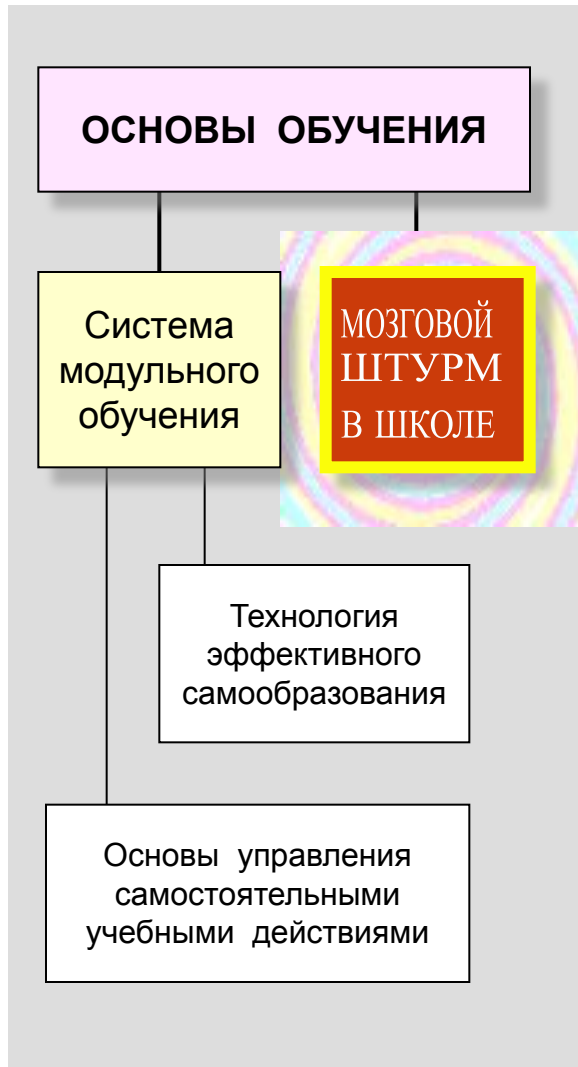 ОСНОВЫ ОБУЧЕНИЯ
Система
модульного
обучения
МОЗГОВОЙ
ШТУРМ
В ШКОЛЕ
Технология
эффективного
самообразования
Основы управления
самостоятельными
учебными действиями